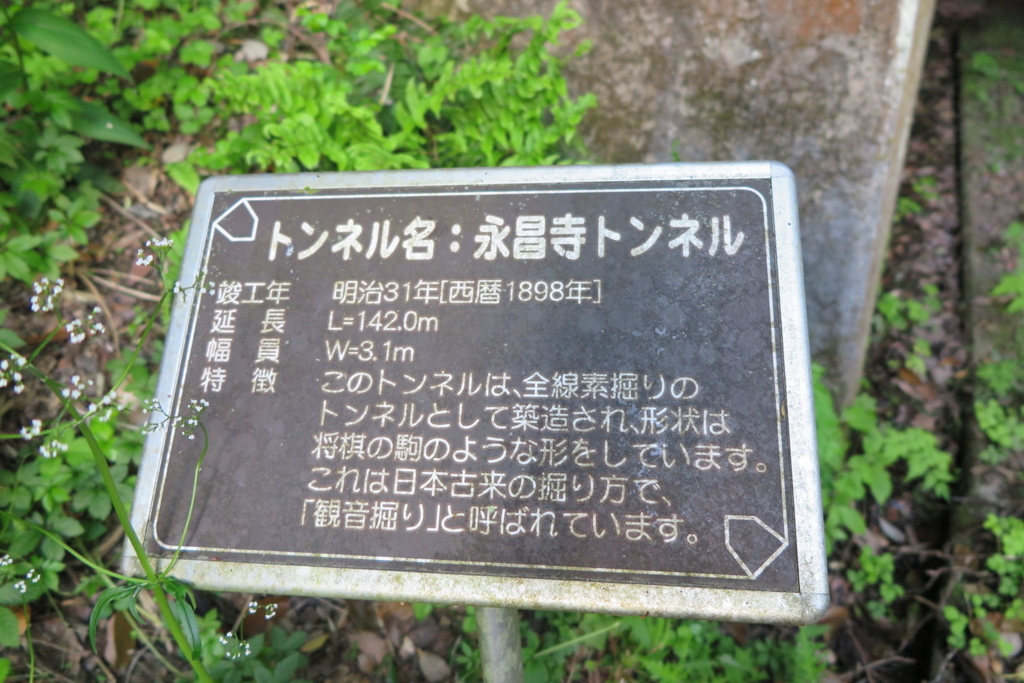 トンネル名：永昌寺トンネル
竣工年 明治31年[西暦1898年]
延長 L=142.0m
幅員 W=3.1m
特徴 このトンネルは、全線素掘りの
トンネルとして築造され、形状は
将棋の駒のような形をしています。
これは日本古来の掘り方で、
「観音掘り」と呼ばれています。